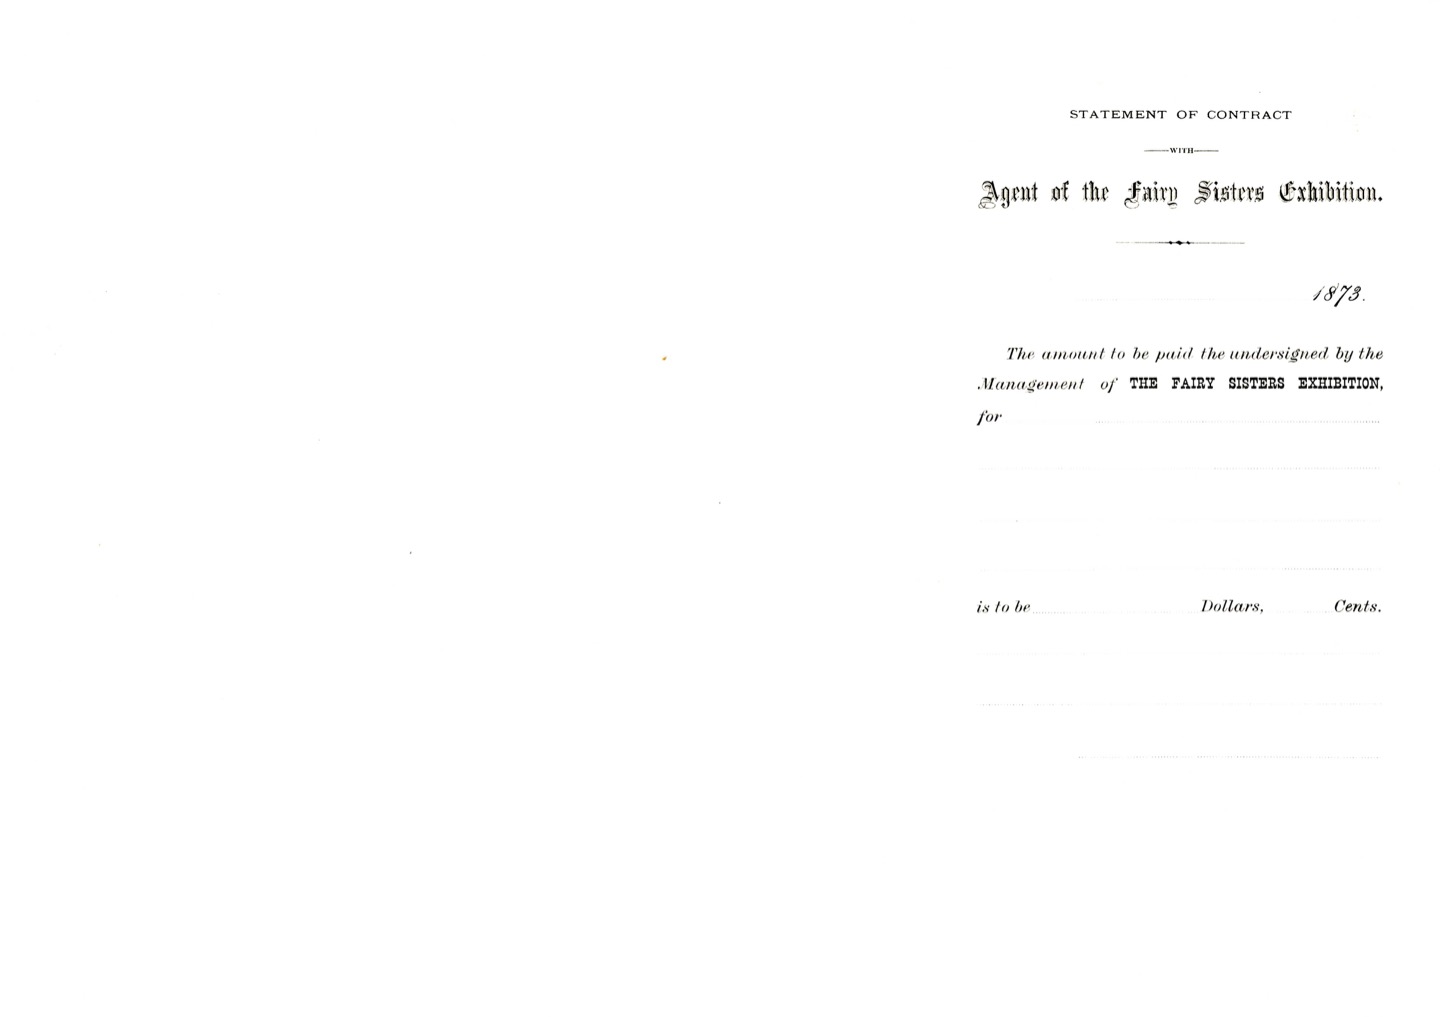 STATEMENT OF CONTRACT
WITH
Agent of the Fairy Sisters Exhibition.
1873.
The amount to be paid the undersigned by the
Management of THE FAIRY SISTERS EXHIBITION,
for
is to be Dollars, Cents.